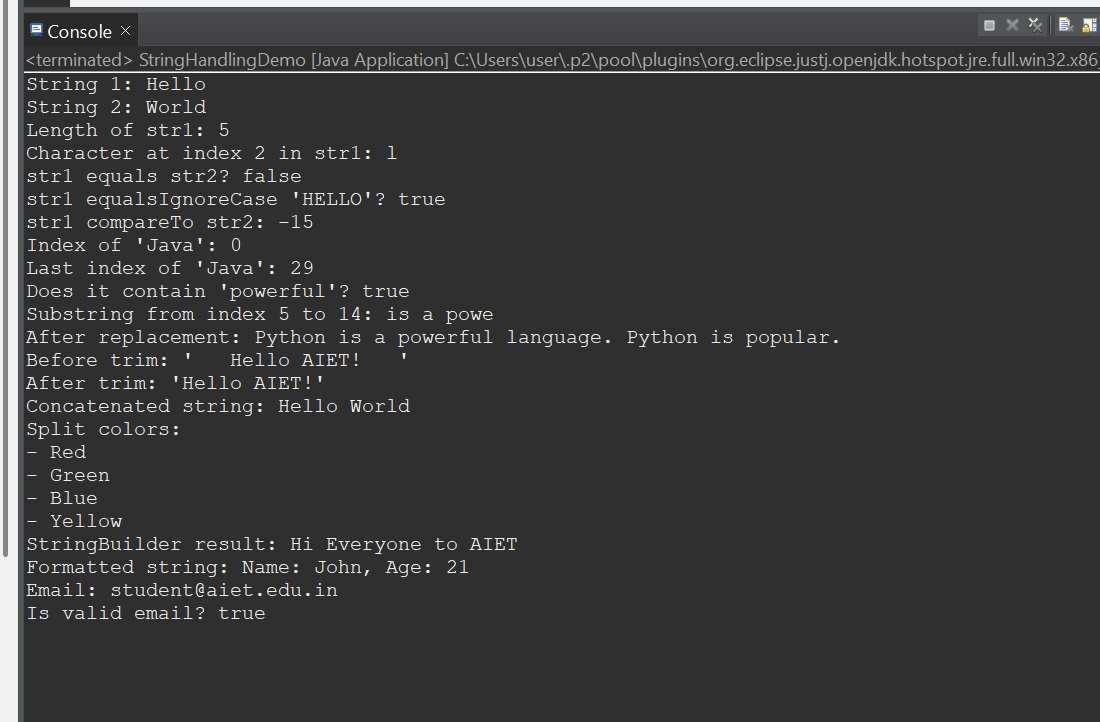 Console
<terminated> StringHandlingDemo [Java Application] C:\Users\user\.p2\pool\plugins\org.eclipse.justj.openjdk.hotspot.jre.full.win32.x86_
String 1: Hello
String 2: World
Length of str1: 5
Character at index 2 in str1: l
str1 equals str2? false
str1 equalsIgnoreCase 'HELLO'? true
str1 compareTo str2: -15
Index of 'Java': 0
Last index of 'Java': 29
Does it contain 'powerful'? true
Substring from index 5 to 14: is a powe
After replacement: Python is a powerful language. Python is popular.
Before trim: '   Hello AIET!   '
After trim: 'Hello AIET!'
Concatenated string: Hello World
Split colors:
- Red
- Green
- Blue
- Yellow
StringBuilder result: Hi Everyone to AIET
Formatted string: Name: John, Age: 21
Email: student@aiet.edu.in
Is valid email? true